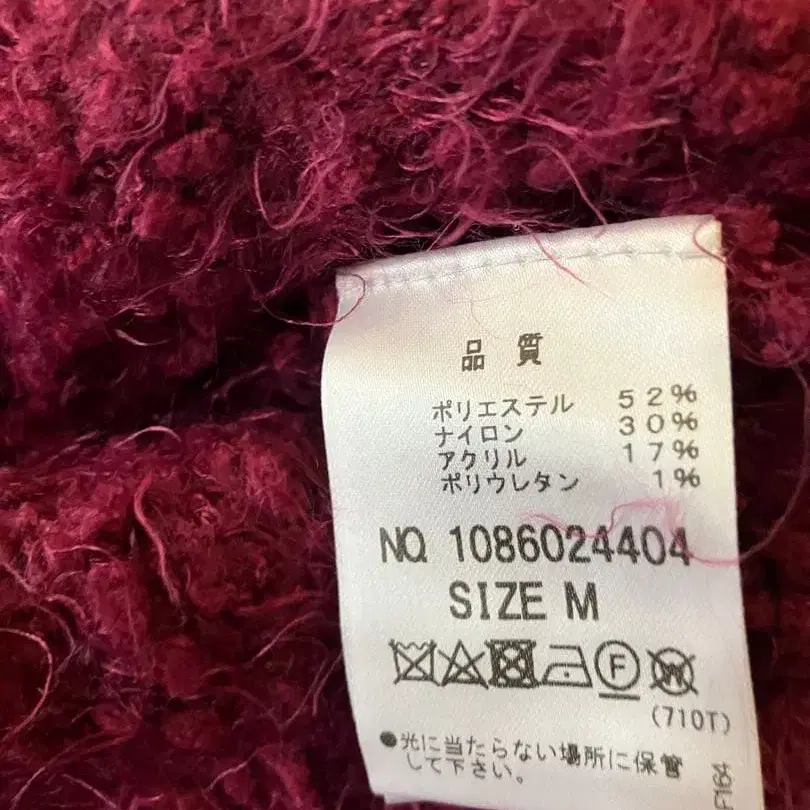 品質
ポリエステル 52%
ナイロン 30%
アクリル 17%
ポリウレタン 1%
NO. 1086024404
SIZE M
F W
(710T)
●光に当たらない場所に保管
して下さい。